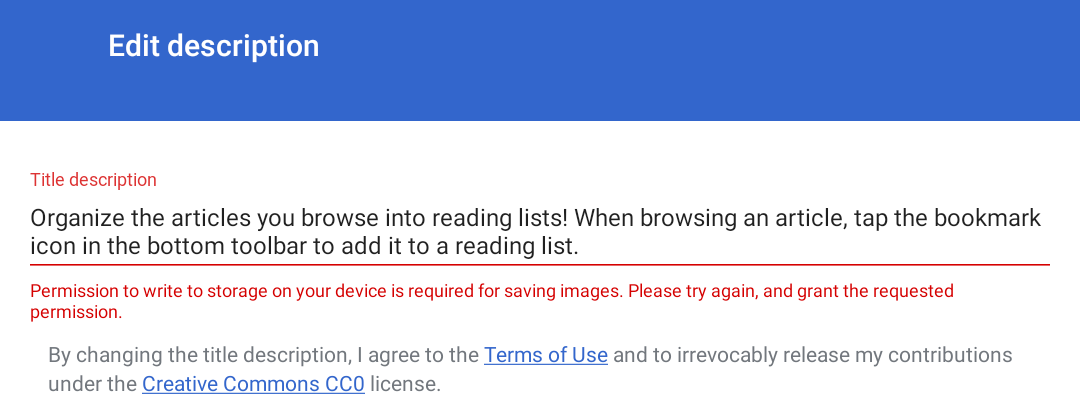 Edit description
Title description
Organize the articles you browse into reading lists! When browsing an article, tap the bookmark
icon in the bottom toolbar to add it to a reading list.
Permission to write to storage on your device is required for saving images. Please try again, and grant the requested
permission.
By changing the title description, I agree to the Terms of Use and to irrevocably release my contributions
under the Creative Commons CC0 license.